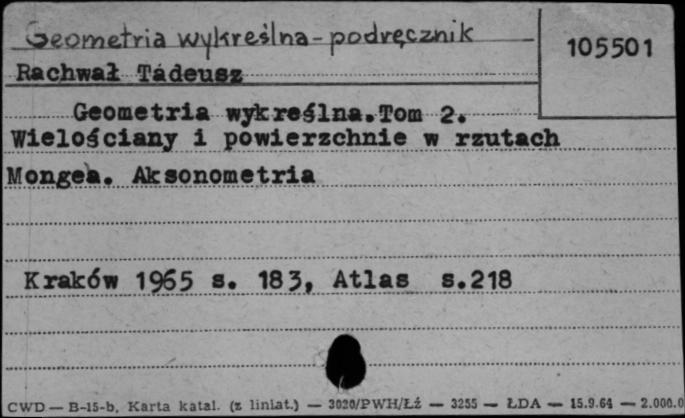 Geometria wykreślna - podręcznik
105501
Rachwał Tadeusz
Geometria wykreślna. Tom 2.
Wielościany i powierzchnie w rzutach
Mongea. Aksonometria
Kraków 1965 s. 183, Atlas s.218
CWD — B-15-b, Karta katal. (z liniat.) — 3020/PWH/Łź — 3255 — ŁDA — 15.9.64 — 2.000.0